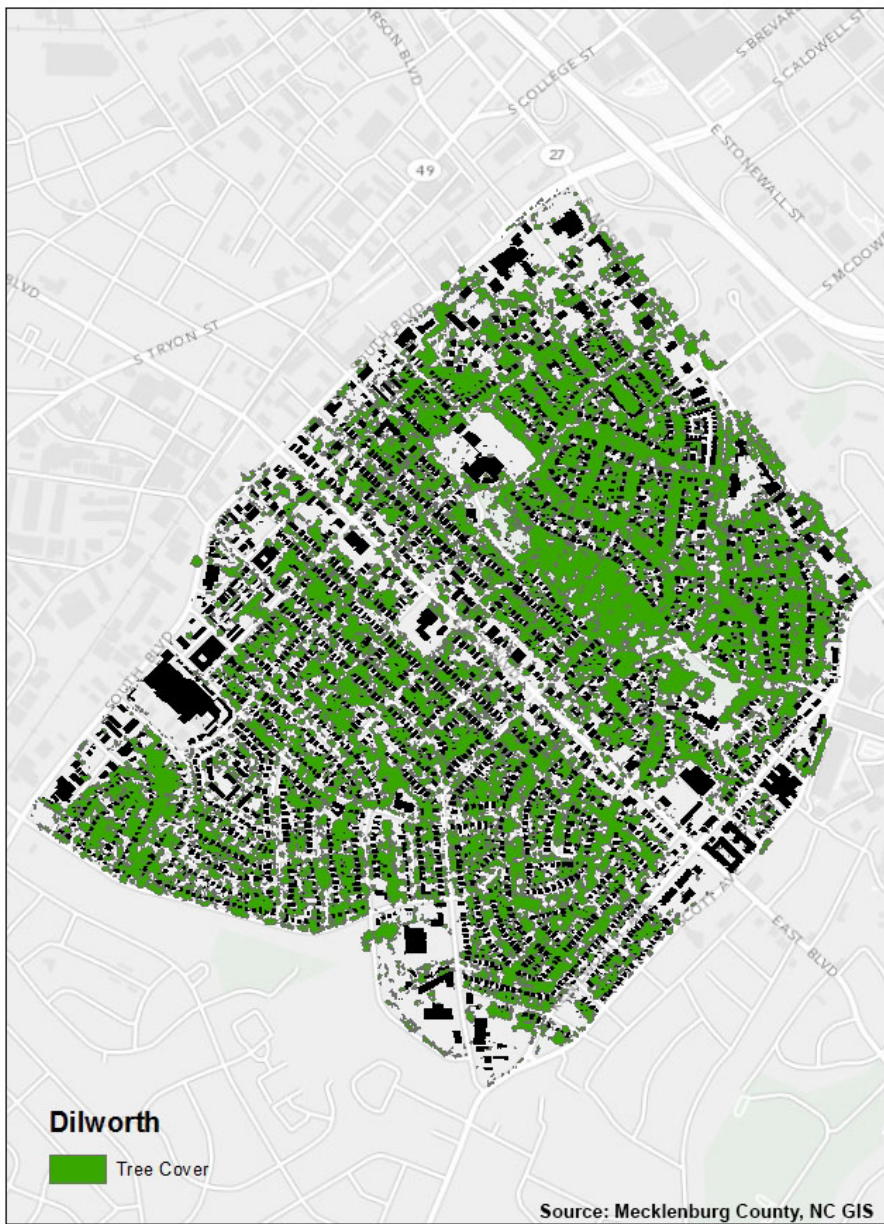 S BREVARD
S CALDWELL ST
S COLLEGE ST
27
49
E STONEWALL ST
S MCDOW
BLVD
S TRYON ST
SOUTH BLVD
EAST BLVD
Dilworth
Tree Cover
Source: Mecklenburg County, NC GIS